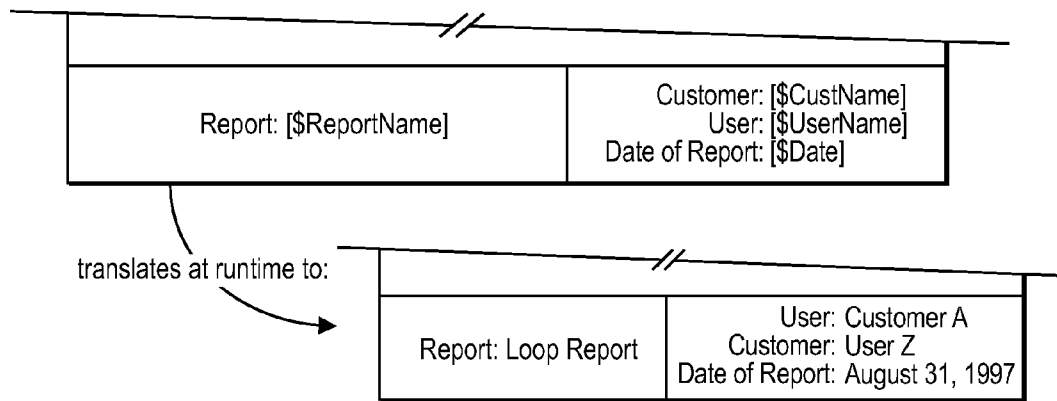 Report: [$ReportName]
Customer: [$CustName]
User: [$UserName]
Date of Report: [$Date]
translates at runtime to:
Report: Loop Report
User: Customer A
Customer: User Z
Date of Report: August 31, 1997